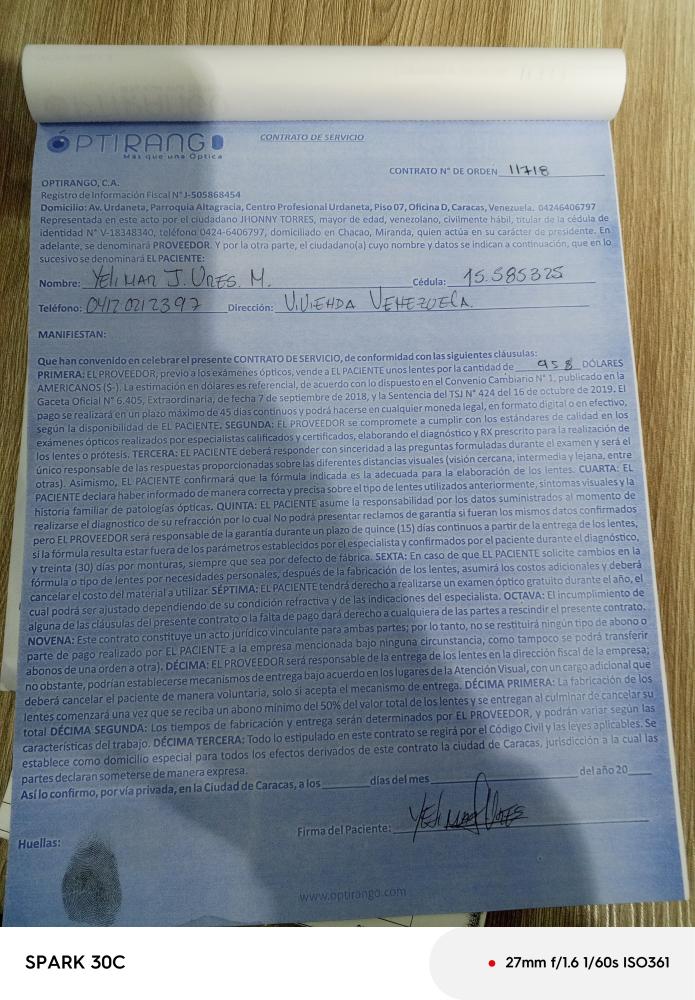 OPTIRANGO
Más que una Óptica
CONTRATO DE SERVICIO
CONTRATO N° DE ORDEN 11718
OPTIRANGO, C.A.
Registro de Información Fiscal N° J-505868454
Domicilio: Av. Urdaneta, Parroquia Altagracia, Centro Profesional Urdaneta, Piso 07, Oficina D, Caracas, Venezuela. 04246406797
Representada en este acto por el ciudadano JHONNY TORRES, mayor de edad, venezolano, civilmente hábil, titular de la cédula de
identidad N° V-18348340, teléfono 0424-6406797, domiciliado en Chacao, Miranda, quien actúa en su carácter de presidente. En
adelante, se denominará PROVEEDOR. Y por la otra parte, el ciudadano(a) cuyo nombre y datos se indican a continuación, que en lo
sucesivo se denominará EL PACIENTE:
Nombre: Yelimar J. Ures. M. Cédula: 15.585325
Teléfono: 04120212397 Dirección: Vivienda Venezuela.
MANIFIESTAN:
Que han convenido en celebrar el presente CONTRATO DE SERVICIO, de conformidad con las siguientes cláusulas:
PRIMERA: EL PROVEEDOR, previo a los exámenes ópticos, vende a EL PACIENTE unos lentes por la cantidad de 958 DÓLARES
AMERICANOS ($-). La estimación en dólares es referencial, de acuerdo con lo dispuesto en el Convenio Cambiario N° 1, publicado en la
Gaceta Oficial N° 6.405, Extraordinaria, de fecha 7 de septiembre de 2018, y la Sentencia del TSJ N° 424 del 16 de octubre de 2019. El
pago se realizará en un plazo máximo de 45 días continuos y podrá hacerse en cualquier moneda legal, en formato digital o en efectivo,
según la disponibilidad de EL PACIENTE. SEGUNDA: EL PROVEEDOR se compromete a cumplir con los estándares de calidad en los
exámenes ópticos realizados por especialistas calificados y certificados, elaborando el diagnóstico y RX prescrito para la realización de
los lentes o prótesis. TERCERA: EL PACIENTE deberá responder con sinceridad a las preguntas formuladas durante el examen y será el
único responsable de las respuestas proporcionadas sobre las diferentes distancias visuales (visión cercana, intermedia y lejana, entre
otras). Asimismo, EL PACIENTE confirmará que la fórmula indicada es la adecuada para la elaboración de los lentes. CUARTA: EL
PACIENTE declara haber informado de manera correcta y precisa sobre el tipo de lentes utilizados anteriormente, síntomas visuales y la
historia familiar de patologías ópticas. QUINTA: EL PACIENTE asume la responsabilidad por los datos suministrados al momento de
realizarse el diagnostico de su refracción por lo cual No podrá presentar reclamos de garantía si fueran los mismos datos confirmados
pero EL PROVEEDOR será responsable de la garantía durante un plazo de quince (15) días continuos a partir de la entrega de los lentes,
si la fórmula resulta estar fuera de los parámetros establecidos por el especialista y confirmados por el paciente durante el diagnóstico,
y treinta (30) días por monturas, siempre que sea por defecto de fábrica. SEXTA: En caso de que EL PACIENTE solicite cambios en la
fórmula o tipo de lentes por necesidades personales, después de la fabricación de los lentes, asumirá los costos adicionales y deberá
cancelar el costo del material a utilizar. SÉPTIMA: EL PACIENTE tendrá derecho a realizarse un examen óptico gratuito durante el año, el
cual podrá ser ajustado dependiendo de su condición refractiva y de las indicaciones del especialista. OCTAVA: El incumplimiento de
alguna de las cláusulas del presente contrato o la falta de pago dará derecho a cualquiera de las partes a rescindir el presente contrato.
NOVENA: Este contrato constituye un acto jurídico vinculante para ambas partes; por lo tanto, no se restituirá ningún tipo de abono o
parte de pago realizado por EL PACIENTE a la empresa mencionada bajo ninguna circunstancia, como tampoco se podrá transferir
abonos de una orden a otra). DÉCIMA: EL PROVEEDOR será responsable de la entrega de los lentes en la dirección fiscal de la empresa;
no obstante, podrían establecerse mecanismos de entrega bajo acuerdo en los lugares de la Atención Visual, con un cargo adicional que
deberá cancelar el paciente de manera voluntaria, solo si acepta el mecanismo de entrega. DÉCIMA PRIMERA: La fabricación de los
lentes comenzará una vez que se reciba un abono mínimo del 50% del valor total de los lentes y se entregan al culminar de cancelar su
total DÉCIMA SEGUNDA: Los tiempos de fabricación y entrega serán determinados por EL PROVEEDOR, y podrán variar según las
características del trabajo. DÉCIMA TERCERA: Todo lo estipulado en este contrato se regirá por el Código Civil y las leyes aplicables. Se
establece como domicilio especial para todos los efectos derivados de este contrato la ciudad de Caracas, jurisdicción a la cual las
partes declaran someterse de manera expresa.
Así lo confirmo, por vía privada, en la Ciudad de Caracas, a los______días del mes______del año 20___
Firma del Paciente: Yelimar Ures
Huellas:
www.optirango.com
SPARK 30C
27mm f/1.6 1/60s ISO361